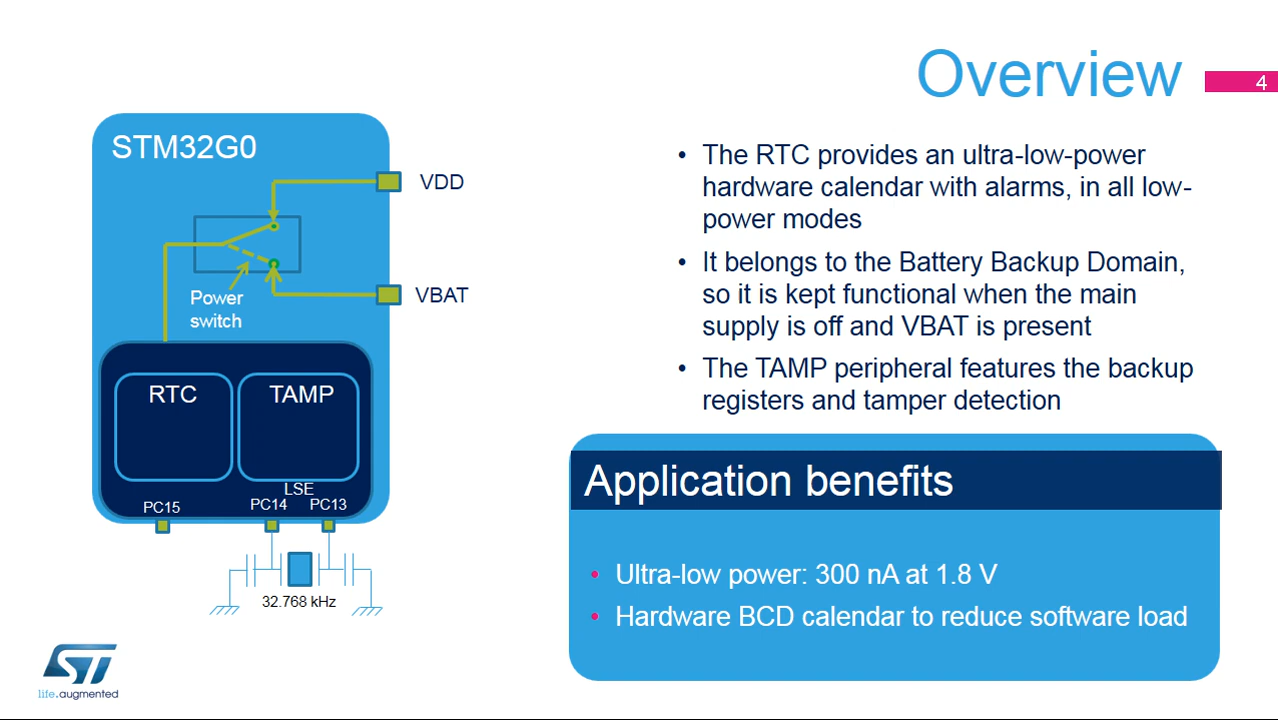 Overview
4
STM32G0
VDD
VBAT
Power
switch
RTC
TAMP
LSE
PC15
PC14
PC13
32.768 kHz
• The RTC provides an ultra-low-power
hardware calendar with alarms, in all low-
power modes
• It belongs to the Battery Backup Domain,
so it is kept functional when the main
supply is off and VBAT is present
• The TAMP peripheral features the backup
registers and tamper detection
Application benefits
• Ultra-low power: 300 nA at 1.8 V
• Hardware BCD calendar to reduce software load
ST
life.augmented